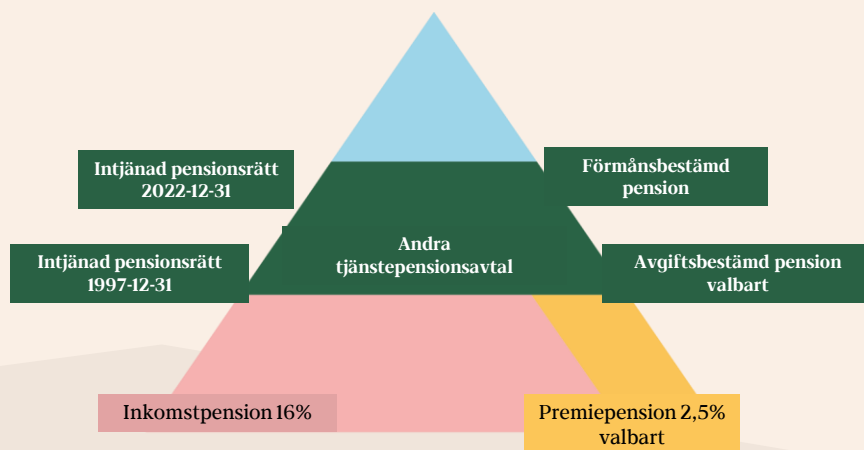 Intjänad pensionsrätt
2022-12-31
Förmånsbestämd
pension
Andra
tjänstepensionsavtal
Intjänad pensionsrätt
1997-12-31
Avgiftsbestämd pension
valbart
Inkomstpension 16%
Premiepension 2,5%
valbart